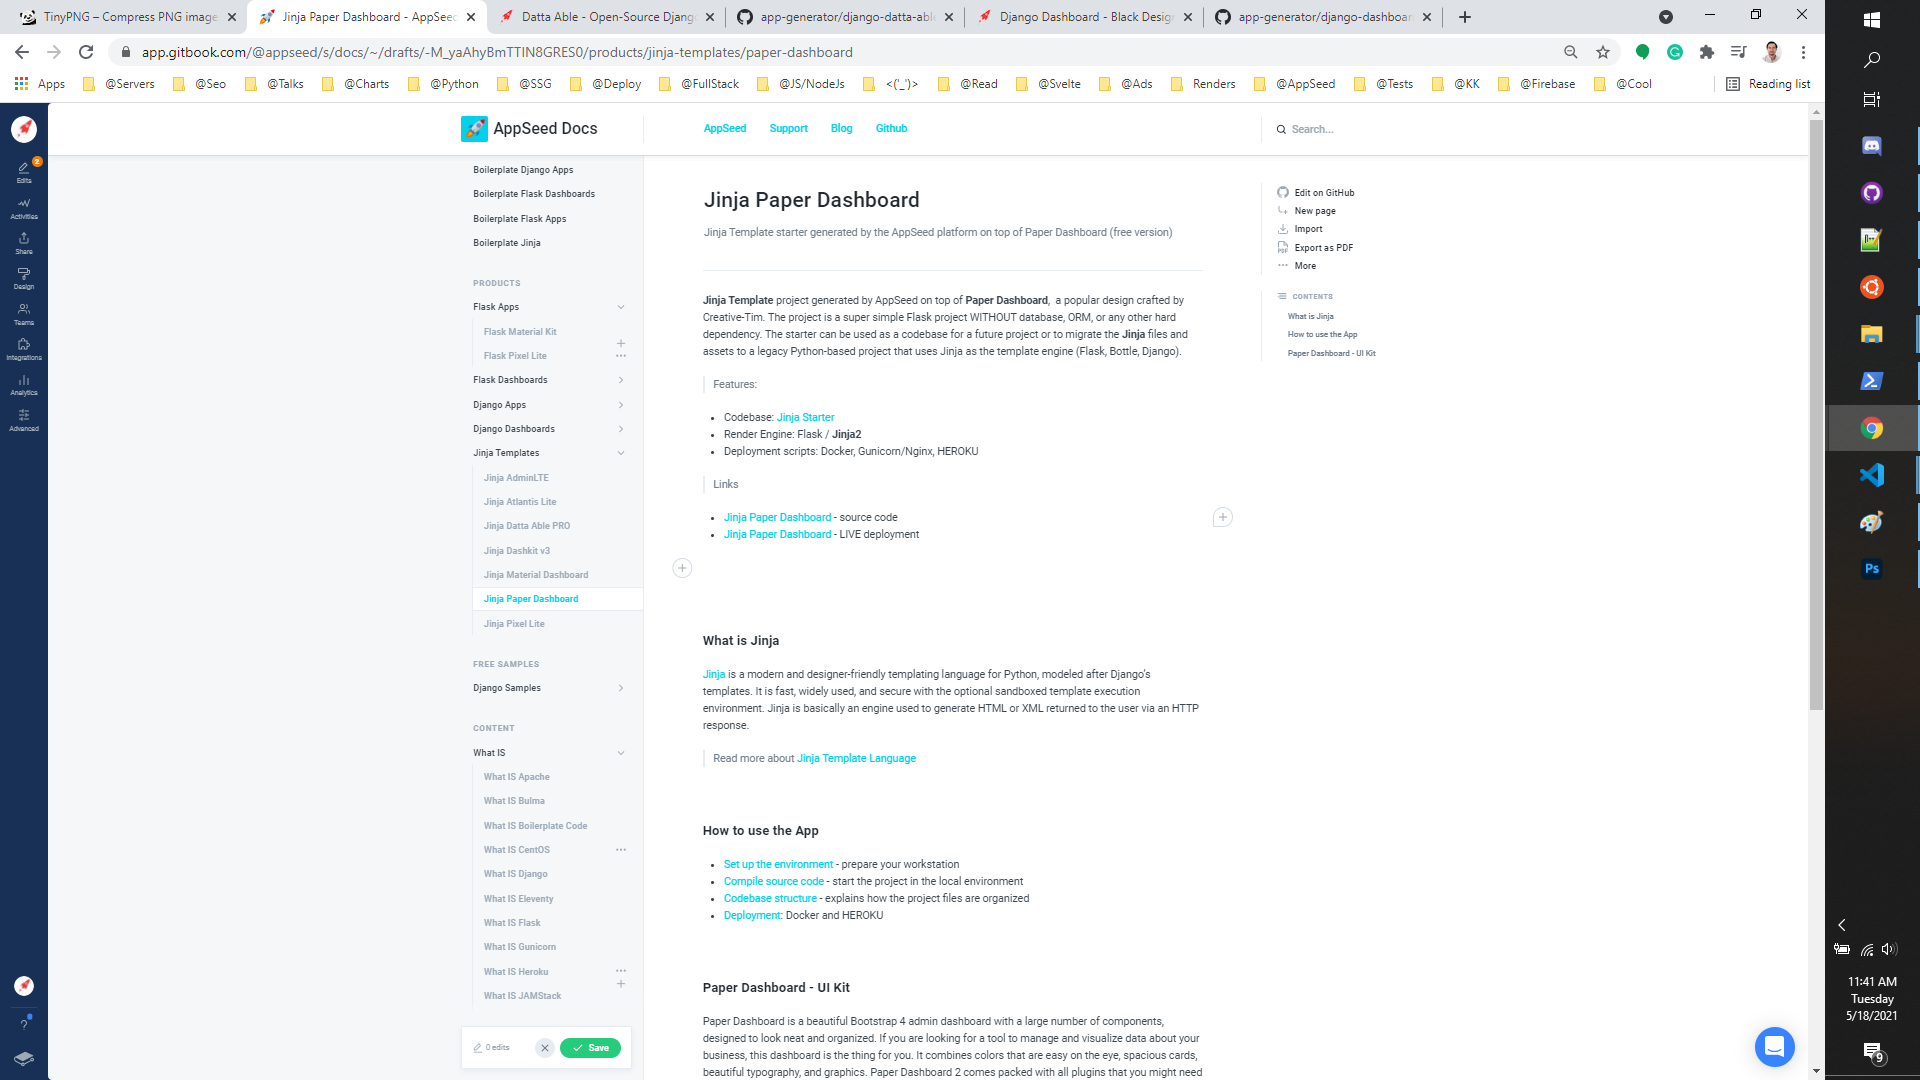 TinyPNG – Compress PNG image
Jinja Paper Dashboard - AppSeed
Datta Able - Open-Source Djang
app-generator/django-datta-able
Django Dashboard - Black Design
app-generator/django-dashboar
app.gitbook.com/@appseed/s/docs/~/drafts/-M_yaAhyBmTTIN8GRES0/products/jinja-templates/paper-dashboard
Apps @Servers @Seo @Talks @Charts @Python @SSG @Deploy @FullStack @JS/NodeJs <('_')> @Read @Svelte @Ads Renders @AppSeed @Tests @KK @Firebase @Cool Reading list
AppSeed Docs
AppSeed Support Blog Github
Search...
2
Edits
Activities
Share
Design
Teams
Integrations
Analytics
Advanced
?
Boilerplate Django Apps
Boilerplate Flask Dashboards
Boilerplate Flask Apps
Boilerplate Jinja
PRODUCTS
Flask Apps
Flask Material Kit
Flask Pixel Lite
Flask Dashboards
Django Apps
Django Dashboards
Jinja Templates
Jinja AdminLTE
Jinja Atlantis Lite
Jinja Datta Able PRO
Jinja Dashkit v3
Jinja Material Dashboard
Jinja Paper Dashboard
Jinja Pixel Lite
FREE SAMPLES
Django Samples
CONTENT
What IS
What IS Apache
What IS Bulma
What IS Boilerplate Code
What IS CentOS
What IS Django
What IS Eleventy
What IS Flask
What IS Gunicorn
What IS Heroku
What IS JAMStack
0 edits
Save
Jinja Paper Dashboard
Jinja Template starter generated by the AppSeed platform on top of Paper Dashboard (free version)
Jinja Template project generated by AppSeed on top of Paper Dashboard, a popular design crafted by
Creative-Tim. The project is a super simple Flask project WITHOUT database, ORM, or any other hard
dependency. The starter can be used as a codebase for a future project or to migrate the Jinja files and
assets to a legacy Python-based project that uses Jinja as the template engine (Flask, Bottle, Django).
Features:
• Codebase: Jinja Starter
• Render Engine: Flask / Jinja2
• Deployment scripts: Docker, Gunicorn/Nginx, HEROKU
Links
• Jinja Paper Dashboard - source code
• Jinja Paper Dashboard - LIVE deployment
What is Jinja
Jinja is a modern and designer-friendly templating language for Python, modeled after Django's
templates. It is fast, widely used, and secure with the optional sandboxed template execution
environment. Jinja is basically an engine used to generate HTML or XML returned to the user via an HTTP
response.
Read more about Jinja Template Language
How to use the App
• Set up the environment - prepare your workstation
• Compile source code - start the project in the local environment
• Codebase structure - explains how the project files are organized
• Deployment: Docker and HEROKU
Paper Dashboard - UI Kit
Paper Dashboard is a beautiful Bootstrap 4 admin dashboard with a large number of components,
designed to look neat and organized. If you are looking for a tool to manage and visualize data about your
business, this dashboard is the thing for you. It combines colors that are easy on the eye, spacious cards,
beautiful typography, and graphics. Paper Dashboard 2 comes packed with all plugins that you might need
Edit on GitHub
New page
Import
Export as PDF
More
CONTENTS
What is Jinja
How to use the App
Paper Dashboard - UI Kit
Ps
11:41 AM
Tuesday
5/18/2021
9